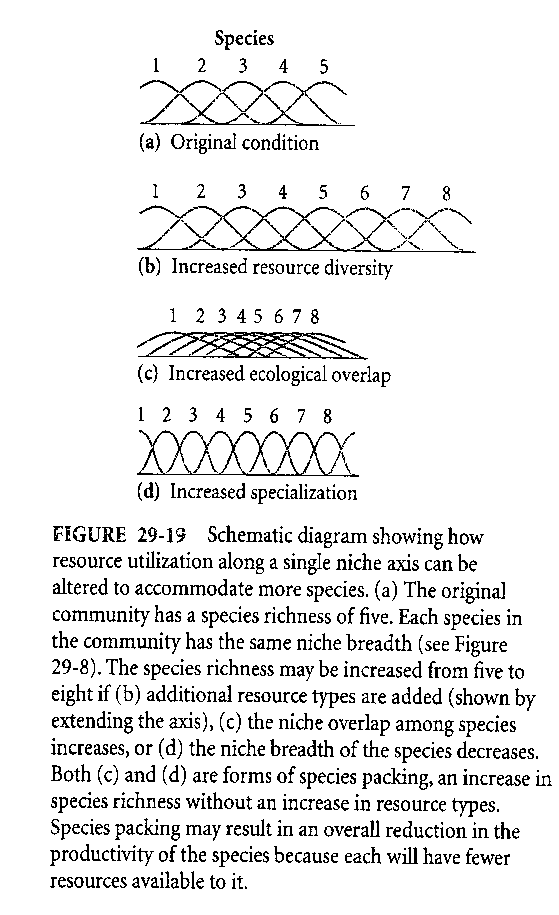 Species
1 2 3 4 5
(a) Original condition
1 2 3 4 5 6 7 8
(b) Increased resource diversity
1 2 3 4 5 6 7 8
(c) Increased ecological overlap
1 2 3 4 5 6 7 8
(d) Increased specialization
FIGURE 29-19 Schematic diagram showing how
resource utilization along a single niche axis can be
altered to accommodate more species. (a) The original
community has a species richness of five. Each species in
the community has the same niche breadth (see Figure
29-8). The species richness may be increased from five to
eight if (b) additional resource types are added (shown by
extending the axis), (c) the niche overlap among species
increases, or (d) the niche breadth of the species decreases.
Both (c) and (d) are forms of species packing, an increase in
species richness without an increase in resource types.
Species packing may result in an overall reduction in the
productivity of the species because each will have fewer
resources available to it.